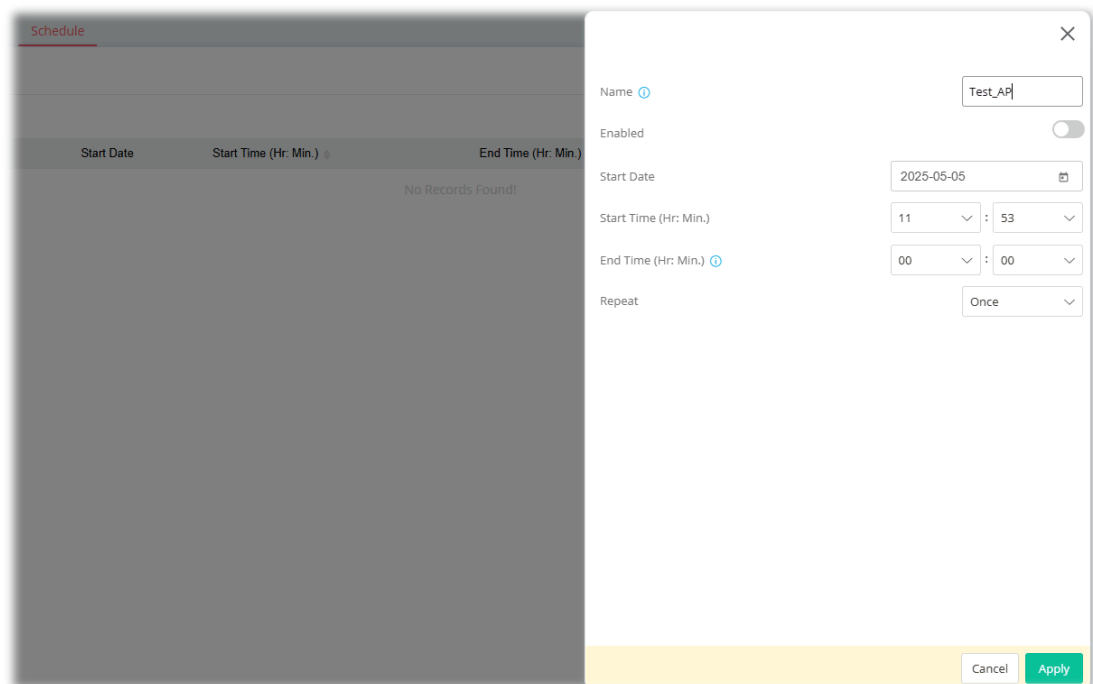 Schedule
Start Date Start Time (Hr: Min.) End Time (Hr: Min.)
No Records Found!
Name Test_AP
Enabled
Start Date 2025-05-05
Start Time (Hr: Min.) 11 : 53
End Time (Hr: Min.) 00 : 00
Repeat Once
Cancel Apply